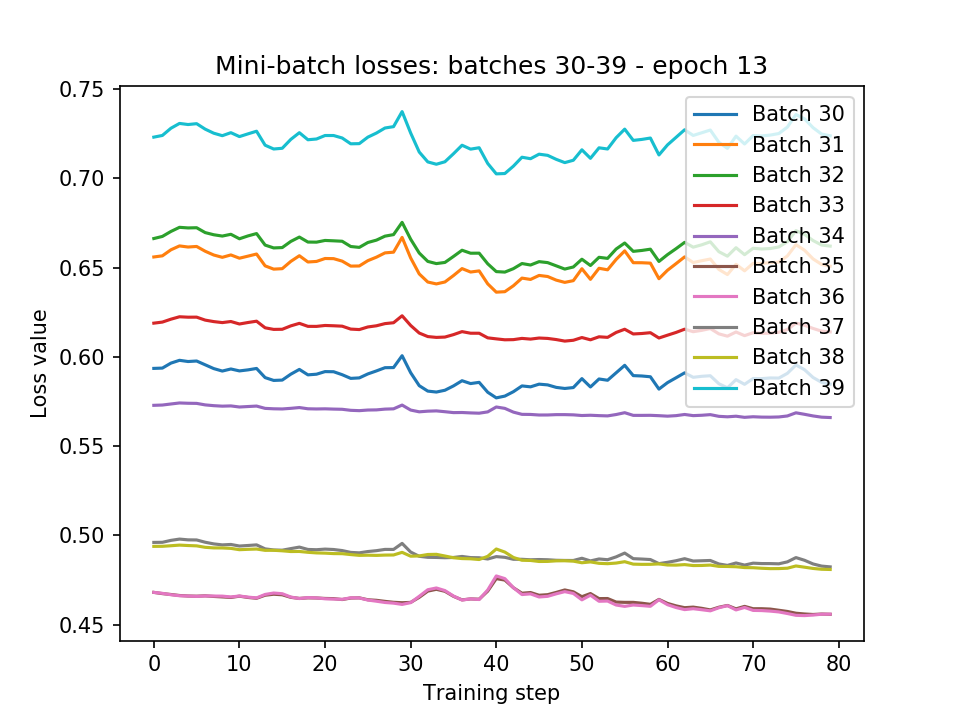 Mini-batch losses: batches 30-39 - epoch 13
Loss value
0.75
0.70
0.65
0.60
0.55
0.50
0.45
Batch 30
Batch 31
Batch 32
Batch 33
Batch 34
Batch 35
Batch 36
Batch 37
Batch 38
Batch 39
0 10 20 30 40 50 60 70 80
Training step